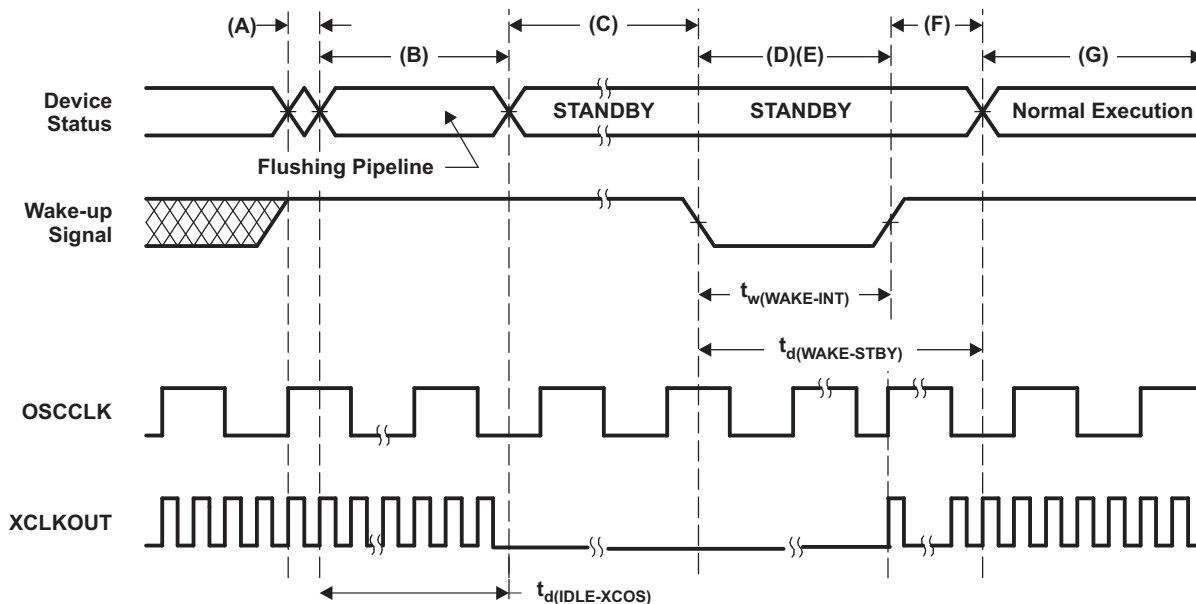 (A)
(C)
(F)
(B)
(D)(E)
(G)
Device
Status
STANDBY
STANDBY
Normal Execution
Flushing Pipeline
Wake-up
Signal
tw(WAKE-INT)
td(WAKE-STBY)
OSCCLK
XCLKOUT
td(IDLE-XCOS)